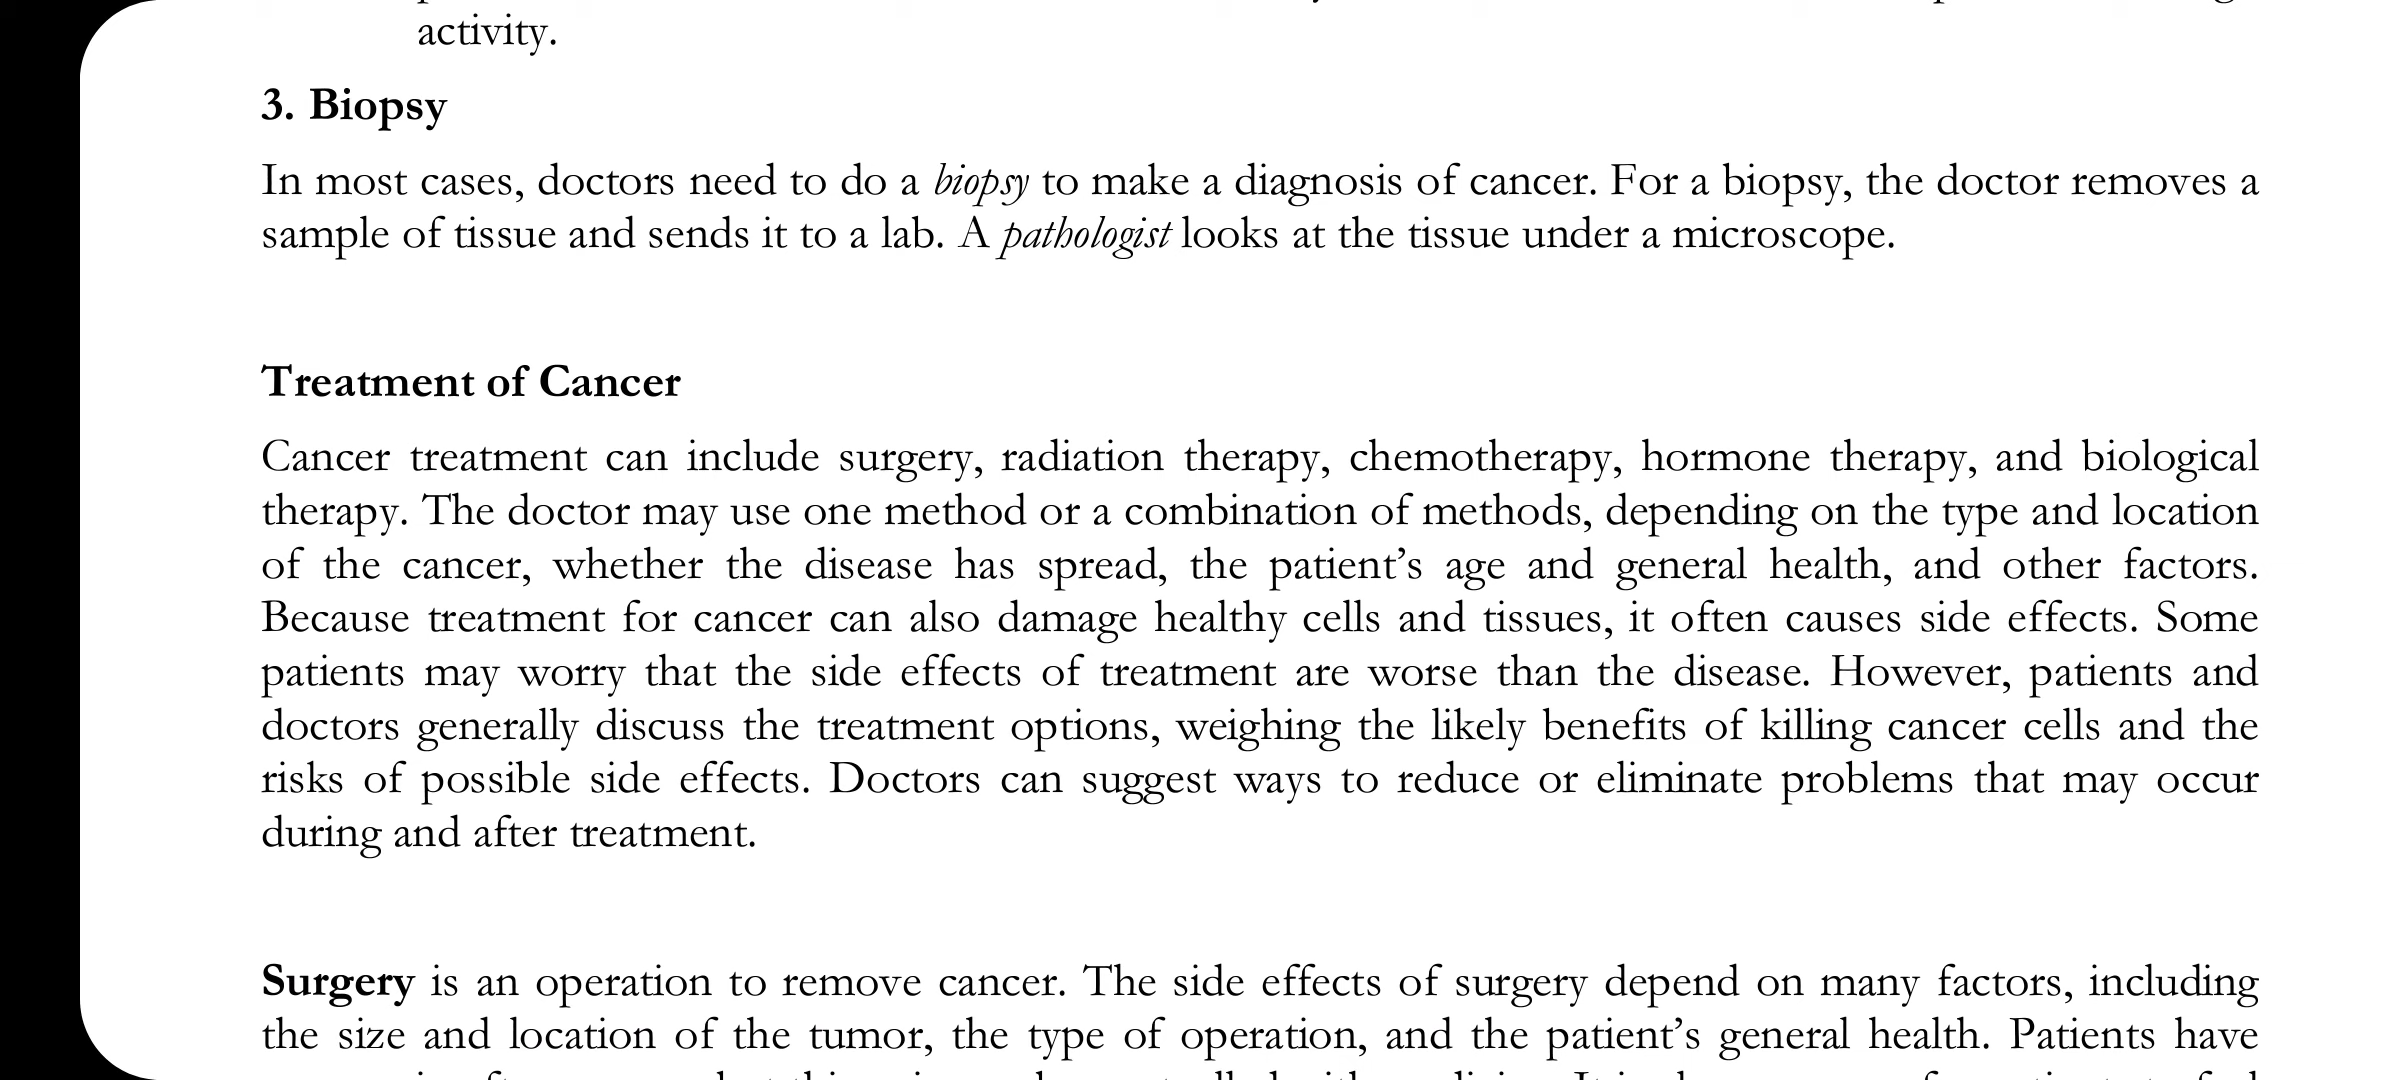 activity.
3. Biopsy
In most cases, doctors need to do a biopsy to make a diagnosis of cancer. For a biopsy, the doctor removes a
sample of tissue and sends it to a lab. A pathologist looks at the tissue under a microscope.
Treatment of Cancer
Cancer treatment can include surgery, radiation therapy, chemotherapy, hormone therapy, and biological
therapy. The doctor may use one method or a combination of methods, depending on the type and location
of the cancer, whether the disease has spread, the patient’s age and general health, and other factors.
Because treatment for cancer can also damage healthy cells and tissues, it often causes side effects. Some
patients may worry that the side effects of treatment are worse than the disease. However, patients and
doctors generally discuss the treatment options, weighing the likely benefits of killing cancer cells and the
risks of possible side effects. Doctors can suggest ways to reduce or eliminate problems that may occur
during and after treatment.
Surgery is an operation to remove cancer. The side effects of surgery depend on many factors, including
the size and location of the tumor, the type of operation, and the patient’s general health. Patients have